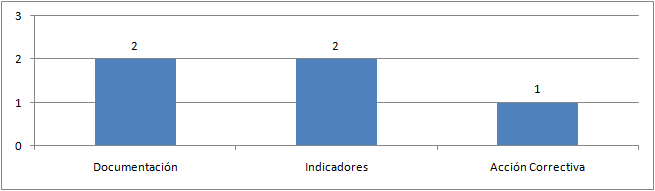 3
2
1
0
2
2
1
Documentación
Indicadores
Acción Correctiva